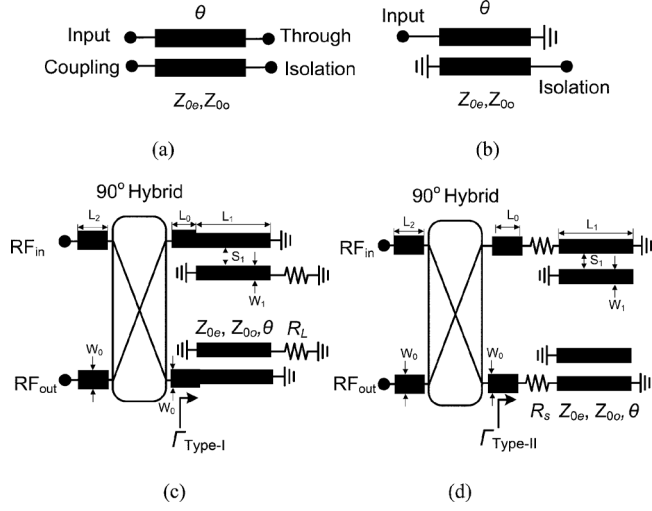 θ
Input Through
Coupling Isolation
Z0e,Z0o
(a)
θ
Input
Isolation
Z0e,Z0o
(b)
90° Hybrid
L2 L0 L1
RFin
S1
W1
Z0e, Z0o,θ RL
W0
RFout
W0
ΓType-I
(c)
90° Hybrid
L2 L0 L1
RFin
S1
W1
W0 W0
RFout
Rs Z0e, Z0o, θ
ΓType-II
(d)